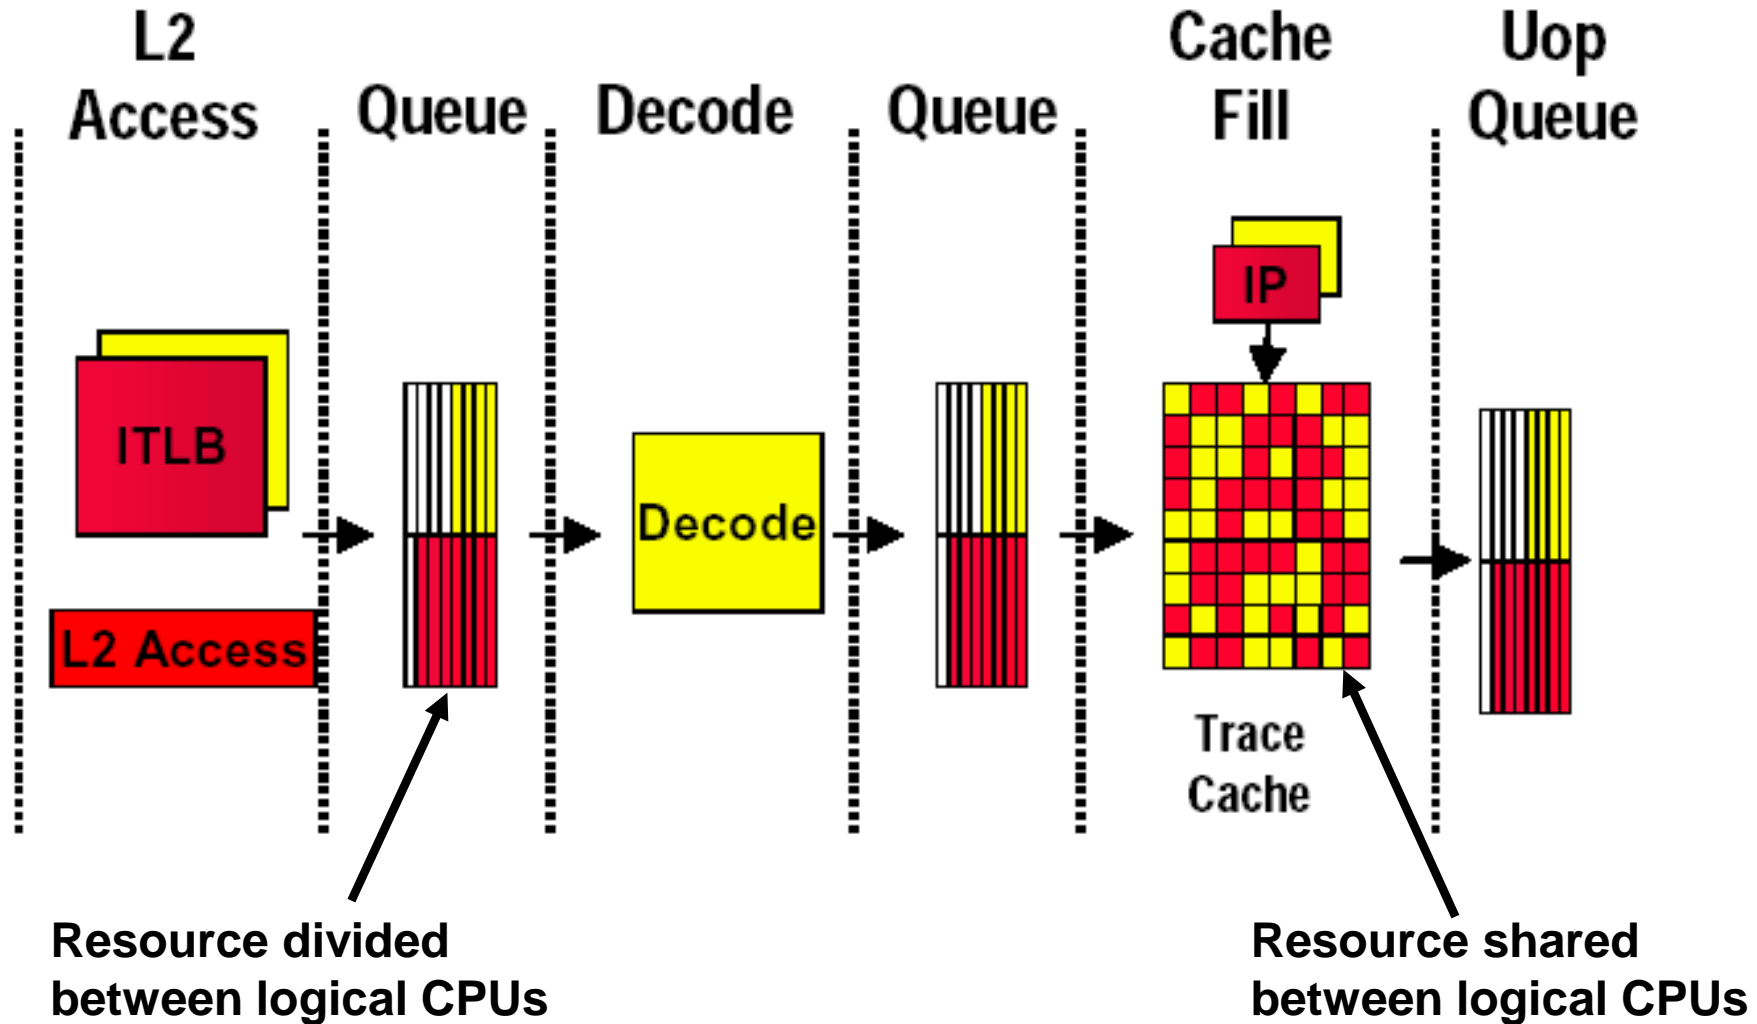 L2
Access
Queue
Decode
Queue
Cache
Fill
Uop
Queue
IP
ITLB
Decode
L2 Access
Trace
Cache
Resource divided
between logical CPUs
Resource shared
between logical CPUs